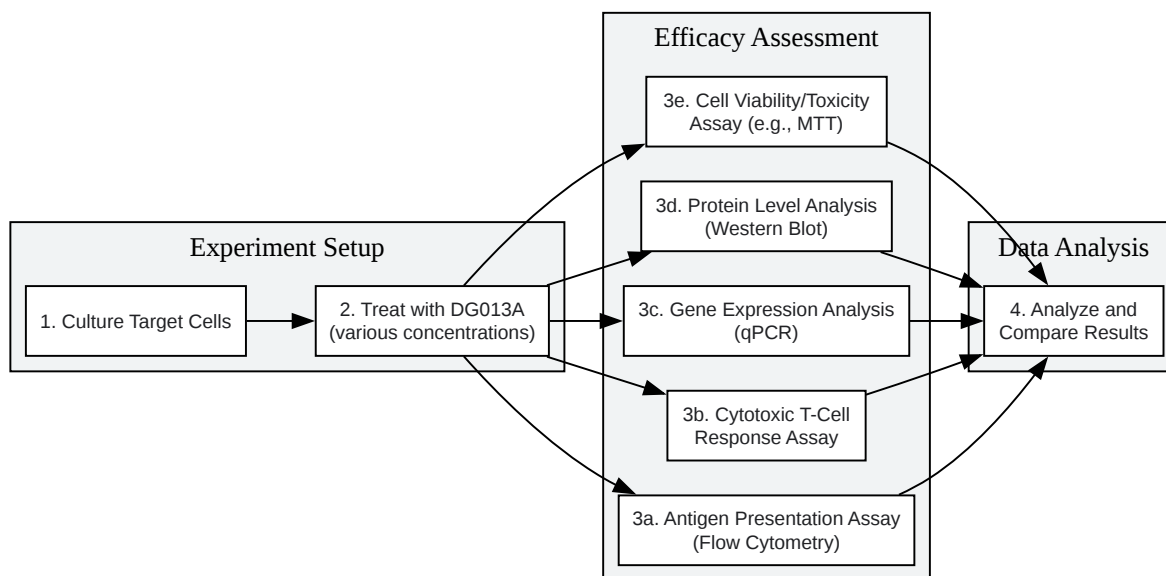 Efficacy Assessment
3e. Cell Viability/Toxicity
Assay (e.g., MTT)
3d. Protein Level Analysis
(Western Blot)
Experiment Setup
Data Analysis
1. Culture Target Cells
2. Treat with DG013A
(various concentrations)
3c. Gene Expression Analysis
(qPCR)
4. Analyze and
Compare Results
3b. Cytotoxic T-Cell
Response Assay
3a. Antigen Presentation Assay
(Flow Cytometry)